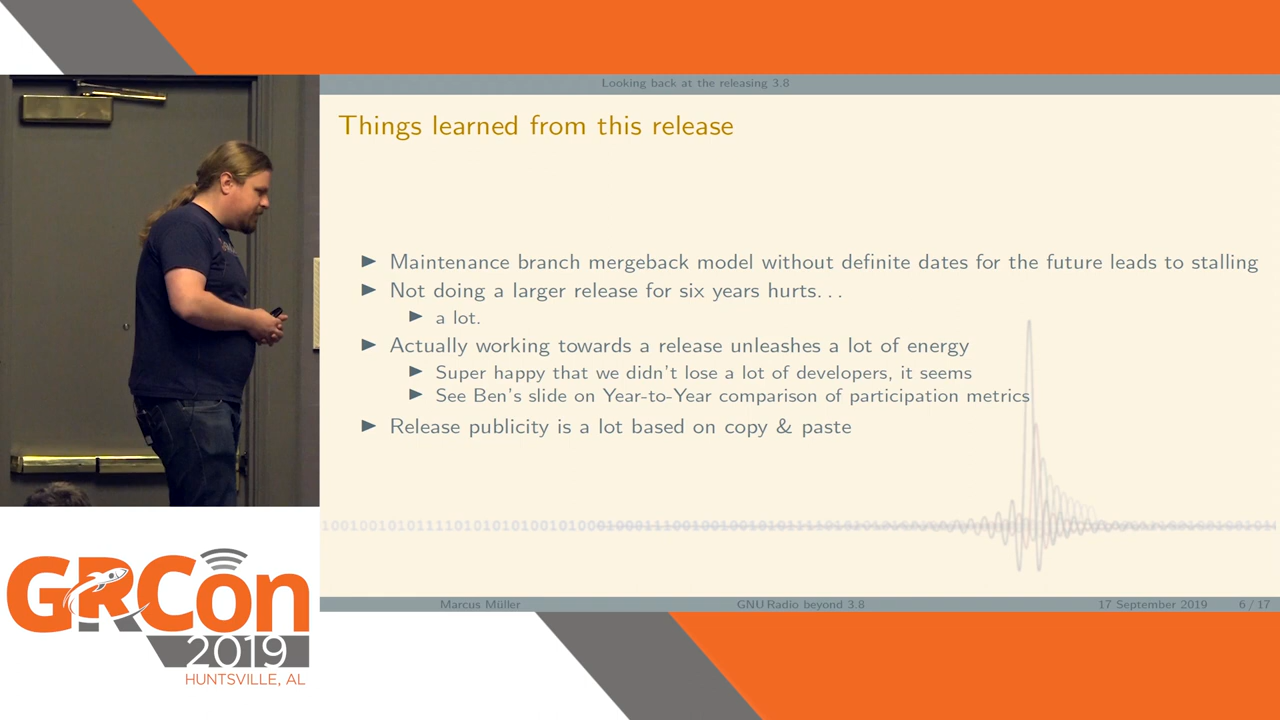 Looking back at the releasing 3.8
Things learned from this release
Maintenance branch mergeback model without definite dates for the future leads to stalling
Not doing a larger release for six years hurts...
a lot.
Actually working towards a release unleashes a lot of energy
Super happy that we didn't lose a lot of developers, it seems
See Ben's slide on Year-to-Year comparison of participation metrics
Release publicity is a lot based on copy & paste
Marcus Müller GNU Radio beyond 3.8 17 September 2019 6 / 17
GRCon
2019
HUNTSVILLE, AL